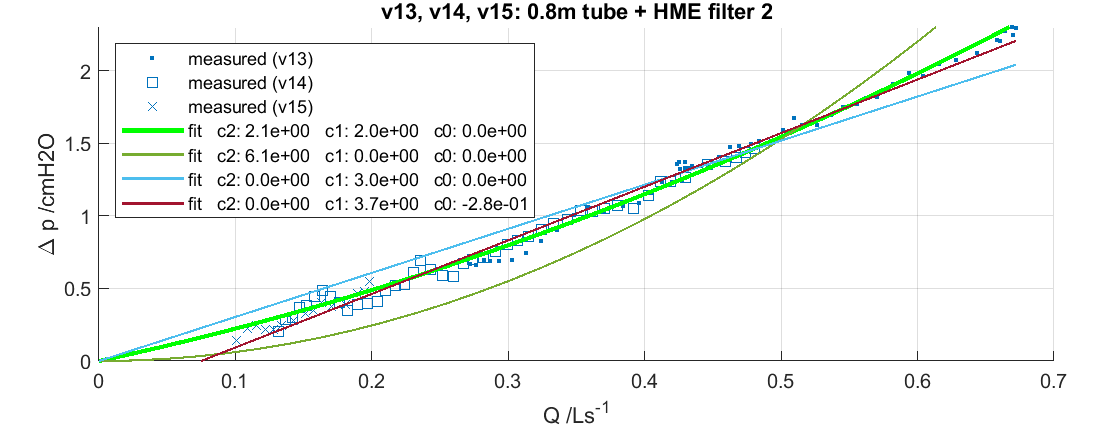 v13, v14, v15: 0.8m tube + HME filter 2
measured (v13)
measured (v14)
measured (v15)
fit c2: 2.1e+00 c1: 2.0e+00 c0: 0.0e+00
fit c2: 6.1e+00 c1: 0.0e+00 c0: 0.0e+00
fit c2: 0.0e+00 c1: 3.0e+00 c0: 0.0e+00
fit c2: 0.0e+00 c1: 3.7e+00 c0: -2.8e-01
Δ p /cmH2O
2
1.5
1
0.5
0
0 0.1 0.2 0.3 0.4 0.5 0.6 0.7
Q /Ls⁻¹